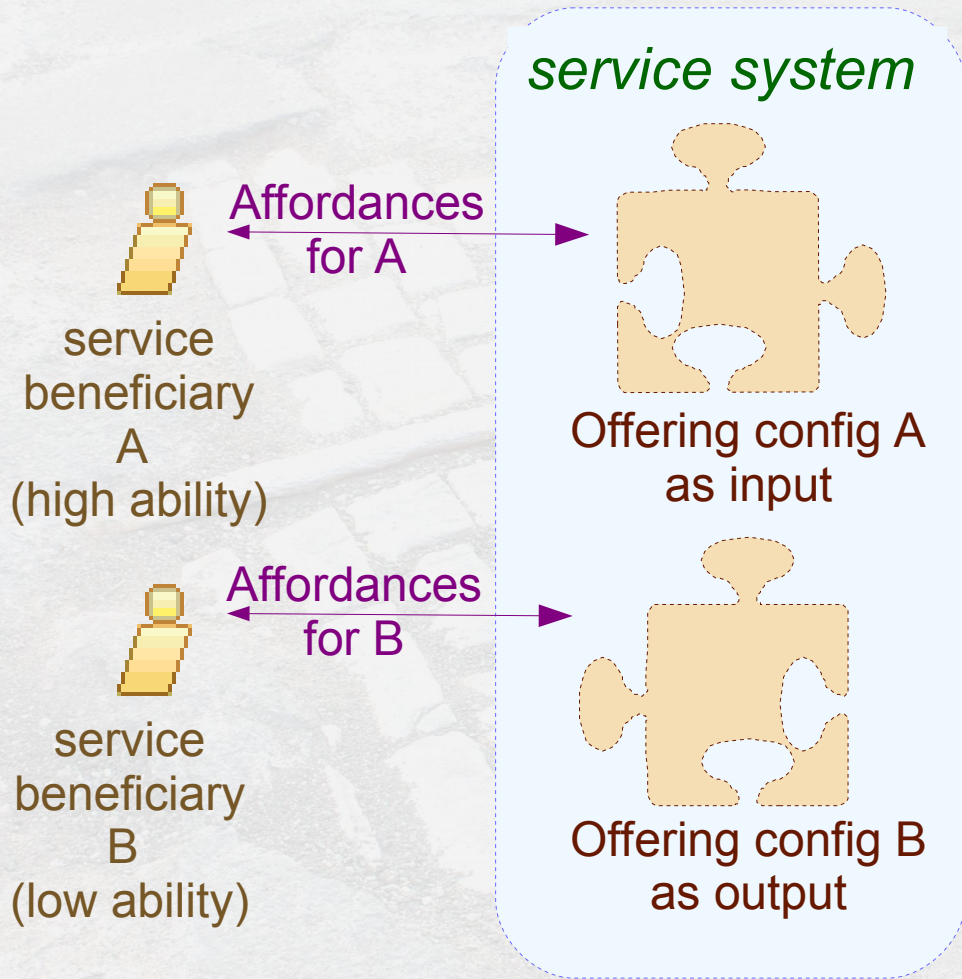 service system
Affordances
for A
service
beneficiary
A
(high ability)
Offering config A
as input
Affordances
for B
service
beneficiary
B
(low ability)
Offering config B
as output